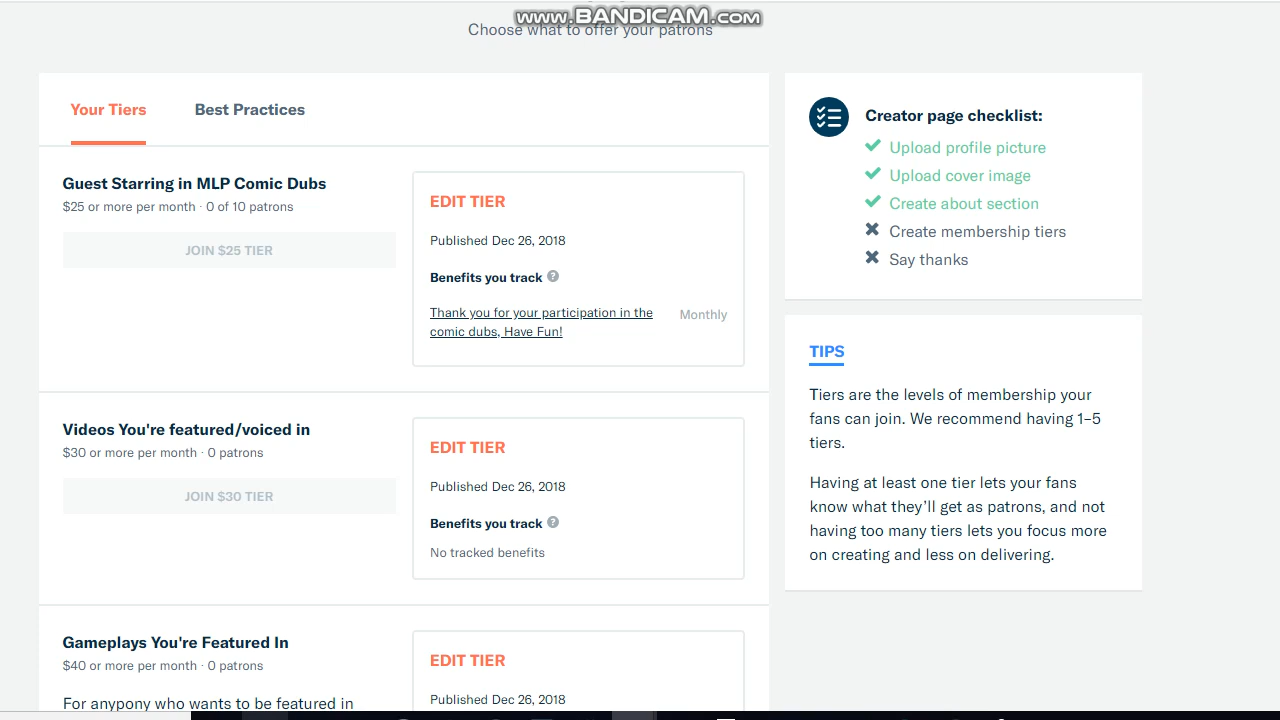 www.BANDICAM.com
Choose what to offer your patrons
Your Tiers
Best Practices
Guest Starring in MLP Comic Dubs
$25 or more per month · 0 of 10 patrons
JOIN $25 TIER
EDIT TIER
Published Dec 26, 2018
Benefits you track ?
Thank you for your participation in the
comic dubs, Have Fun!
Monthly
Videos You're featured/voiced in
$30 or more per month · 0 patrons
JOIN $30 TIER
EDIT TIER
Published Dec 26, 2018
Benefits you track ?
No tracked benefits
Gameplays You're Featured In
$40 or more per month · 0 patrons
For anypony who wants to be featured in
EDIT TIER
Published Dec 26, 2018
Creator page checklist:
Upload profile picture
Upload cover image
Create about section
Create membership tiers
Say thanks
TIPS
Tiers are the levels of membership your
fans can join. We recommend having 1–5
tiers.
Having at least one tier lets your fans
know what they’ll get as patrons, and not
having too many tiers lets you focus more
on creating and less on delivering.